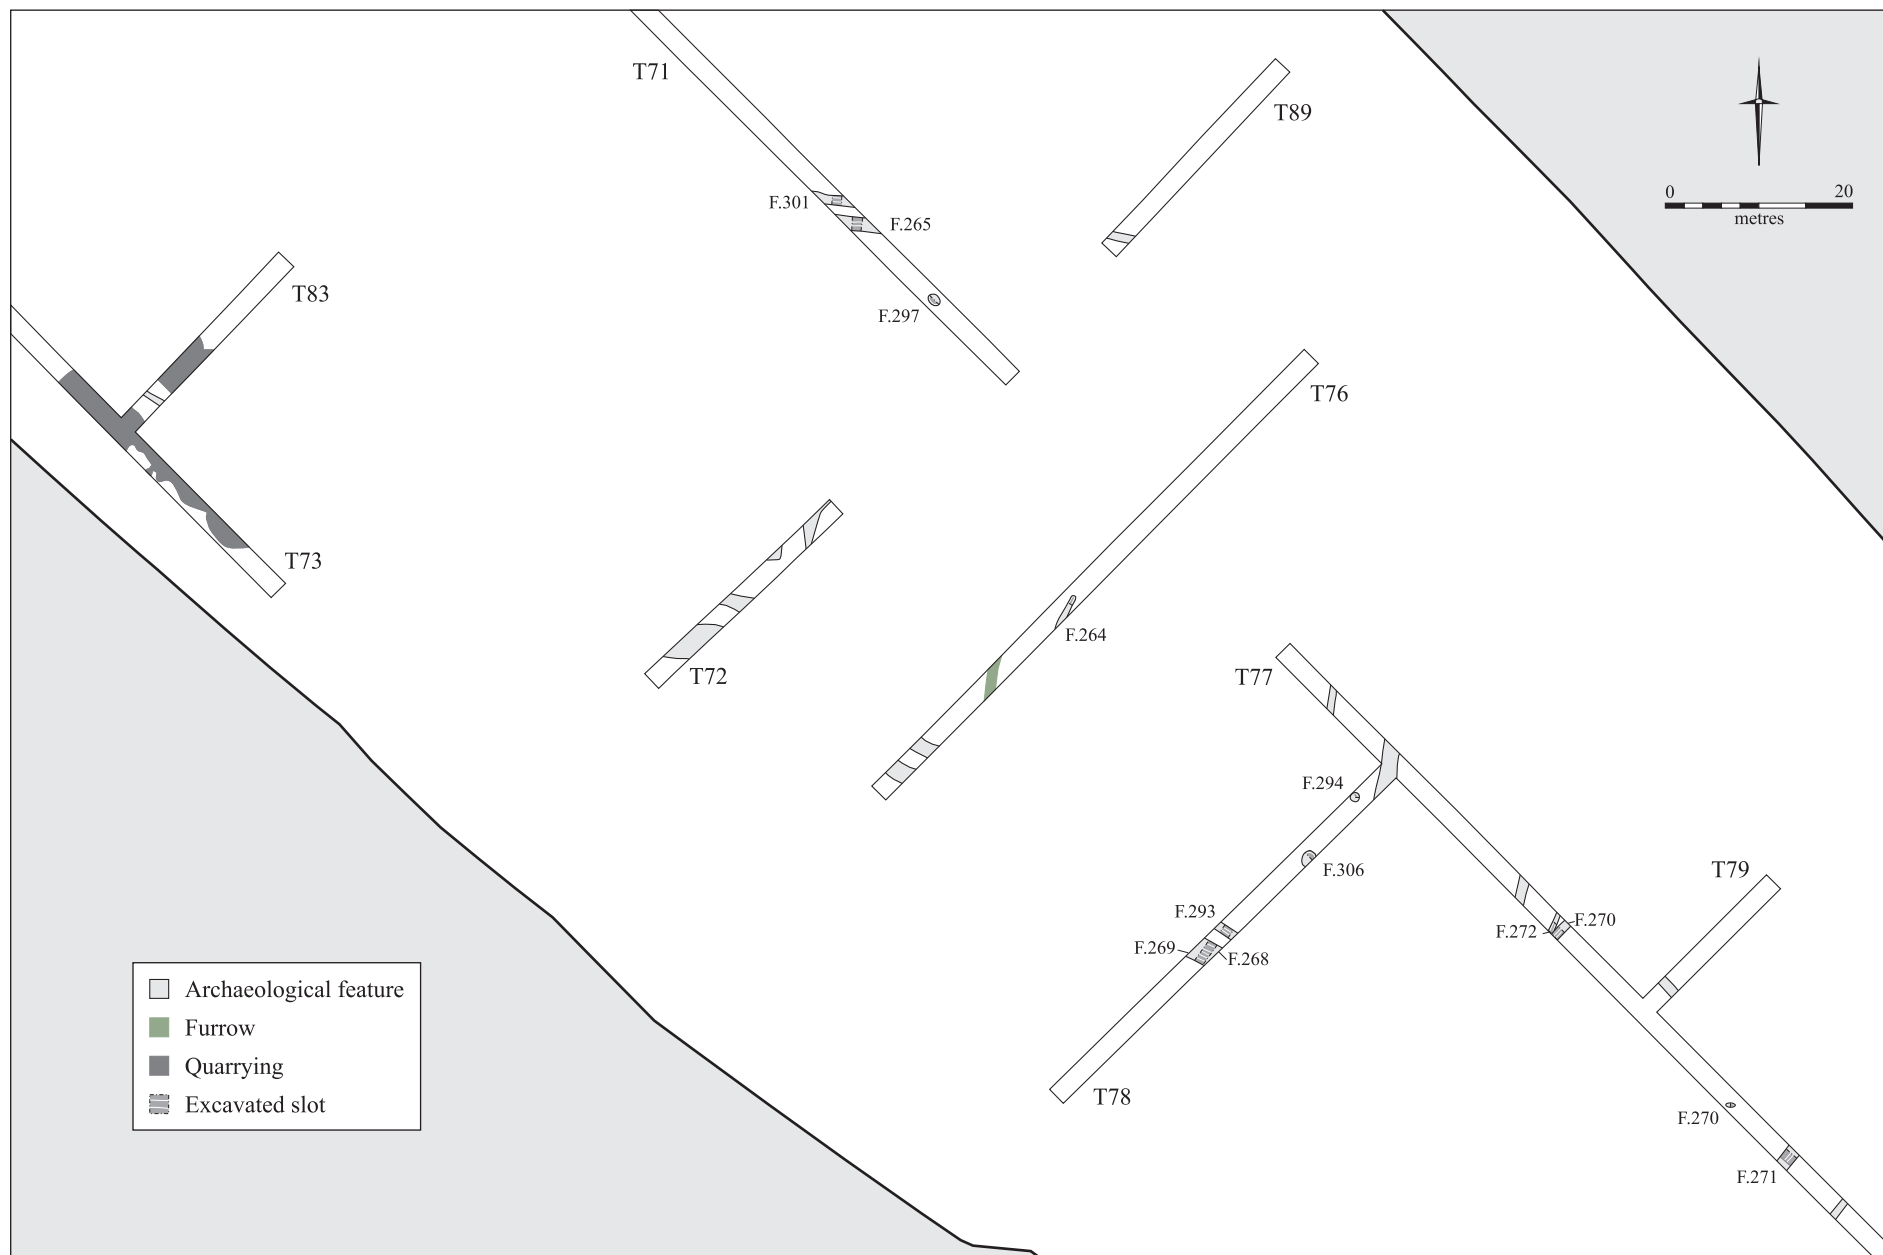 T71
T89
0 20
metres
F.301
F.265
T83
F.297
T76
T73
F.264
T72
T77
F.294
T79
F.306
F.293
F.270
F.272
F.269
F.268
Archaeological feature
Furrow
Quarrying
Excavated slot
T78
F.270
F.271